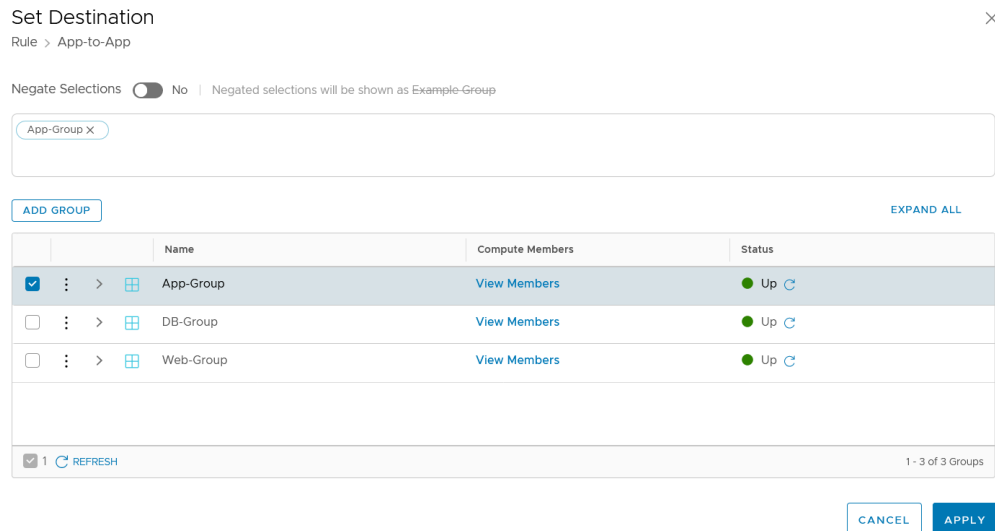 Set Destination
Rule > App-to-App
Negate Selections No | Negated selections will be shown as Example Group
App-Group ×
ADD GROUP EXPAND ALL
Name Compute Members Status
App-Group View Members Up
DB-Group View Members Up
Web-Group View Members Up
1 REFRESH 1 - 3 of 3 Groups
CANCEL APPLY